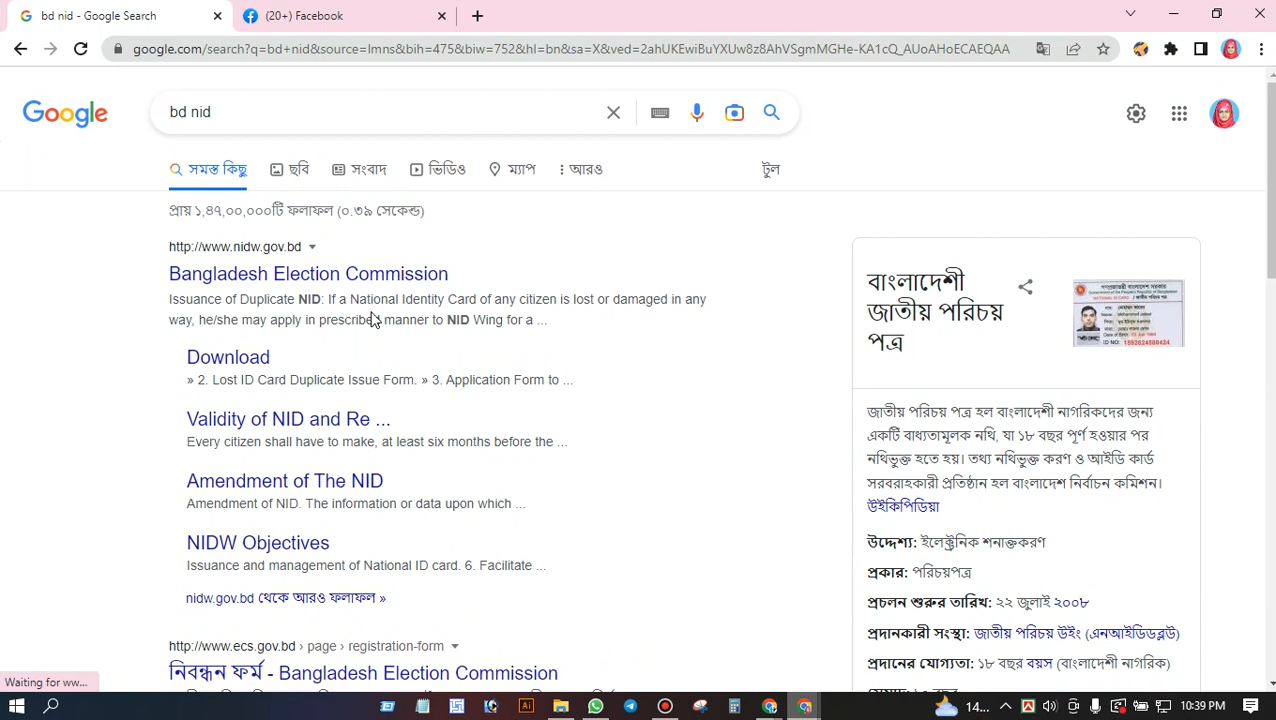 bd nid - Google Search
(20+) Facebook
google.com/search?q=bd+nid&source=lmns&bih=475&biw=752&hl=bn&sa=X&ved=2ahUKEwiBuYXUw8z8AhVSgmMGHe-KA1cQ_AUoAHoECAEQAA
Google
bd nid
সমস্ত কিছু
ছবি
সংবাদ
ভিডিও
ম্যাপ
আরও
টুল
প্রায় ১,৪৭,০০,০০০টি ফলাফল (০.৩৯ সেকেন্ড)
http://www.nidw.gov.bd
Bangladesh Election Commission
Issuance of Duplicate NID: If a National Identity Card of any citizen is lost or damaged in any
way, he/she may apply in NID Wing for a ...
Download
» 2. Lost ID Card Duplicate Issue Form. » 3. Application Form to ...
Validity of NID and Re ...
Every citizen shall have to make, at least six months before the ...
Amendment of The NID
Amendment of NID. The information or data upon which ...
NIDW Objectives
Issuance and management of National ID card. 6. Facilitate ...
nidw.gov.bd থেকে আরও ফলাফল »
http://www.ecs.gov.bd › page › registration-form
নিবন্ধন ফর্ম - Bangladesh Election Commission
বাংলাদেশী
জাতীয় পরিচয়
পত্র
জাতীয় পরিচয় পত্র হল বাংলাদেশী নাগরিকদের জন্য
একটি বাধ্যতামূলক নথি, যা ১৮ বছর পূর্ণ হওয়ার পর
নথিভুক্ত হতে হয়। তথ্য নথিভুক্ত করণ ও আইডি কার্ড
সরবরাহকারী প্রতিষ্ঠান হল বাংলাদেশ নির্বাচন কমিশন।
উইকিপিডিয়া
উদ্দেশ্য: ইলেক্ট্রনিক শনাক্তকরণ
প্রকার: পরিচয়পত্র
প্রচলন শুরুর তারিখ: ২২ জুলাই ২০০৮
প্রদানকারী সংস্থা: জাতীয় পরিচয় উইং (এনআইডিডব্লিউ)
প্রদানের যোগ্যতা: ১৮ বছর বয়স (বাংলাদেশী নাগরিক)
Waiting for ww...
14...
10:39 PM